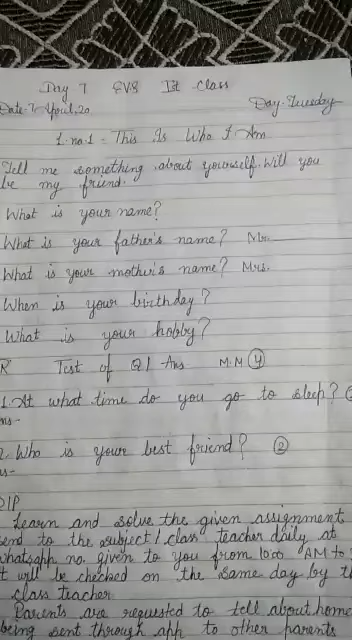 Day 7 EVS Ist Class
Date-7 April,20 Day-Tuesday
L.no.1- This Is Who I Am
Tell me something about yourself. Will you
be my friend.
What is your name?
What is your father's name? Mr.
What is your mother's name? Mrs.
When is your birthday?
What is your hobby?
Test of Q/Ans M.M (4)
1. At what time do you go to sleep?
ns-
2. Who is your best friend? (2)
s-
DIP
Learn and solve the given assignment
send to the subject/class teacher daily at
whatsapp no. given to you from 10:00 AM to
t will be checked on the same day by th
class teacher
Parents are requested to tell about home
being sent through app to other parents